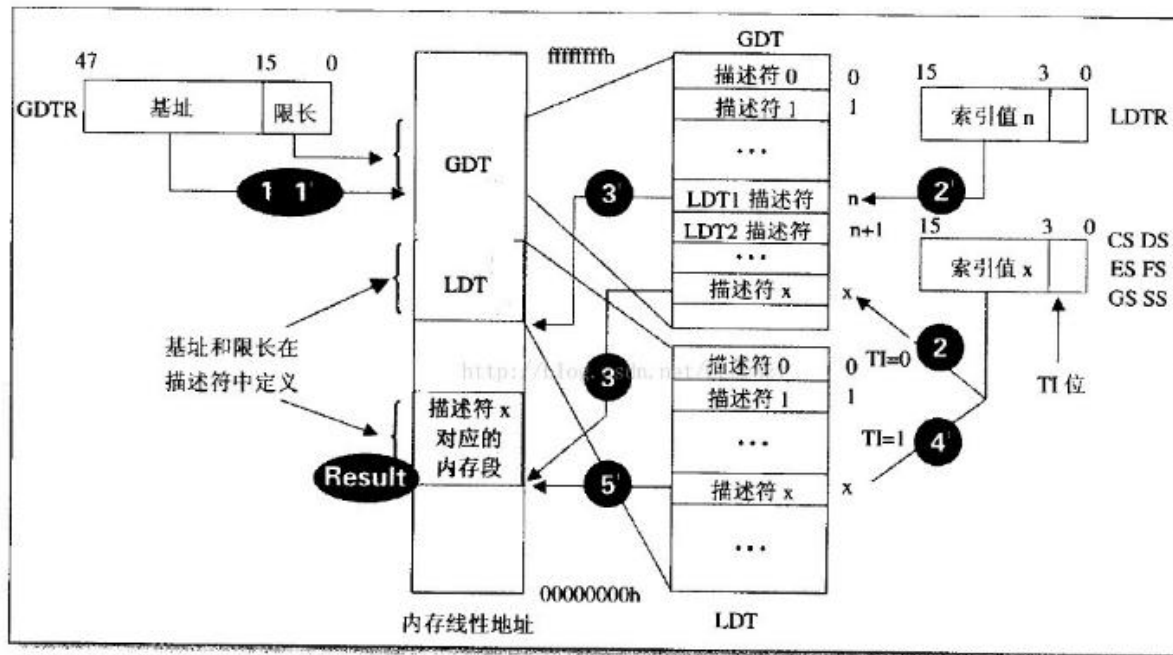 47 15 0
GDTR 基址 限长
1 1'
ffffffffh
GDT
LDT
基址和限长在
描述符中定义
描述符 x
对应的
内存段
Result
00000000h
内存线性地址
GDT
描述符 0 0
描述符 1 1
...
LDT1 描述符 n
LDT2 描述符 n+1
...
描述符 x x
3'
3
描述符 0 0
描述符 1 1
...
描述符 x x
...
LDT
5'
15 3 0
索引值 n LDTR
2'
15 3 0
索引值 x
CS DS
ES FS
GS SS
TI=0 2
TI 位
TI=1 4'